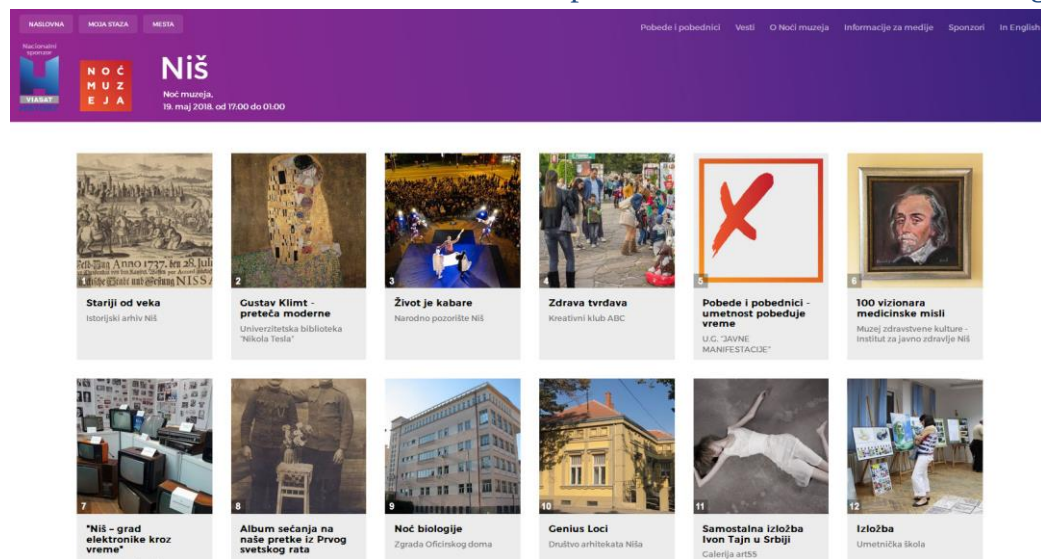 NASLOVNA MOJA STAZA MESTA
Pobede i pobednici Vesti O Noći muzeja Informacije za medije Sponzori In English
Nacionalni
sponzor
VIASAT
NOĆ
MUZ
EJA
Niš
Noć muzeja,
19. maj 2018. od 17:00 do 01:00
1
Stariji od veka
Istorijski arhiv Niš
2
Gustav Klimt -
preteča moderne
Univerzitetska biblioteka
"Nikola Tesla"
3
Život je kabare
Narodno pozorište Niš
4
Zdrava tvrđava
Kreativni klub ABC
5
Pobede i pobednici -
umetnost pobeđuje
vreme
U.G. "JAVNE
MANIFESTACIJE"
6
100 vizionara
medicinske misli
Muzej zdravstvene kulture -
Institut za javno zdravlje Niš
7
"Niš – grad
elektronike kroz
vreme"
8
Album sećanja na
naše pretke iz Prvog
svetskog rata
9
Noć biologije
Zgrada Oficirskog doma
10
Genius Loci
Društvo arhitekata Niša
11
Samostalna izložba
Ivon Tajn u Srbiji
Galerija art55
12
Izložba
Umetnička škola